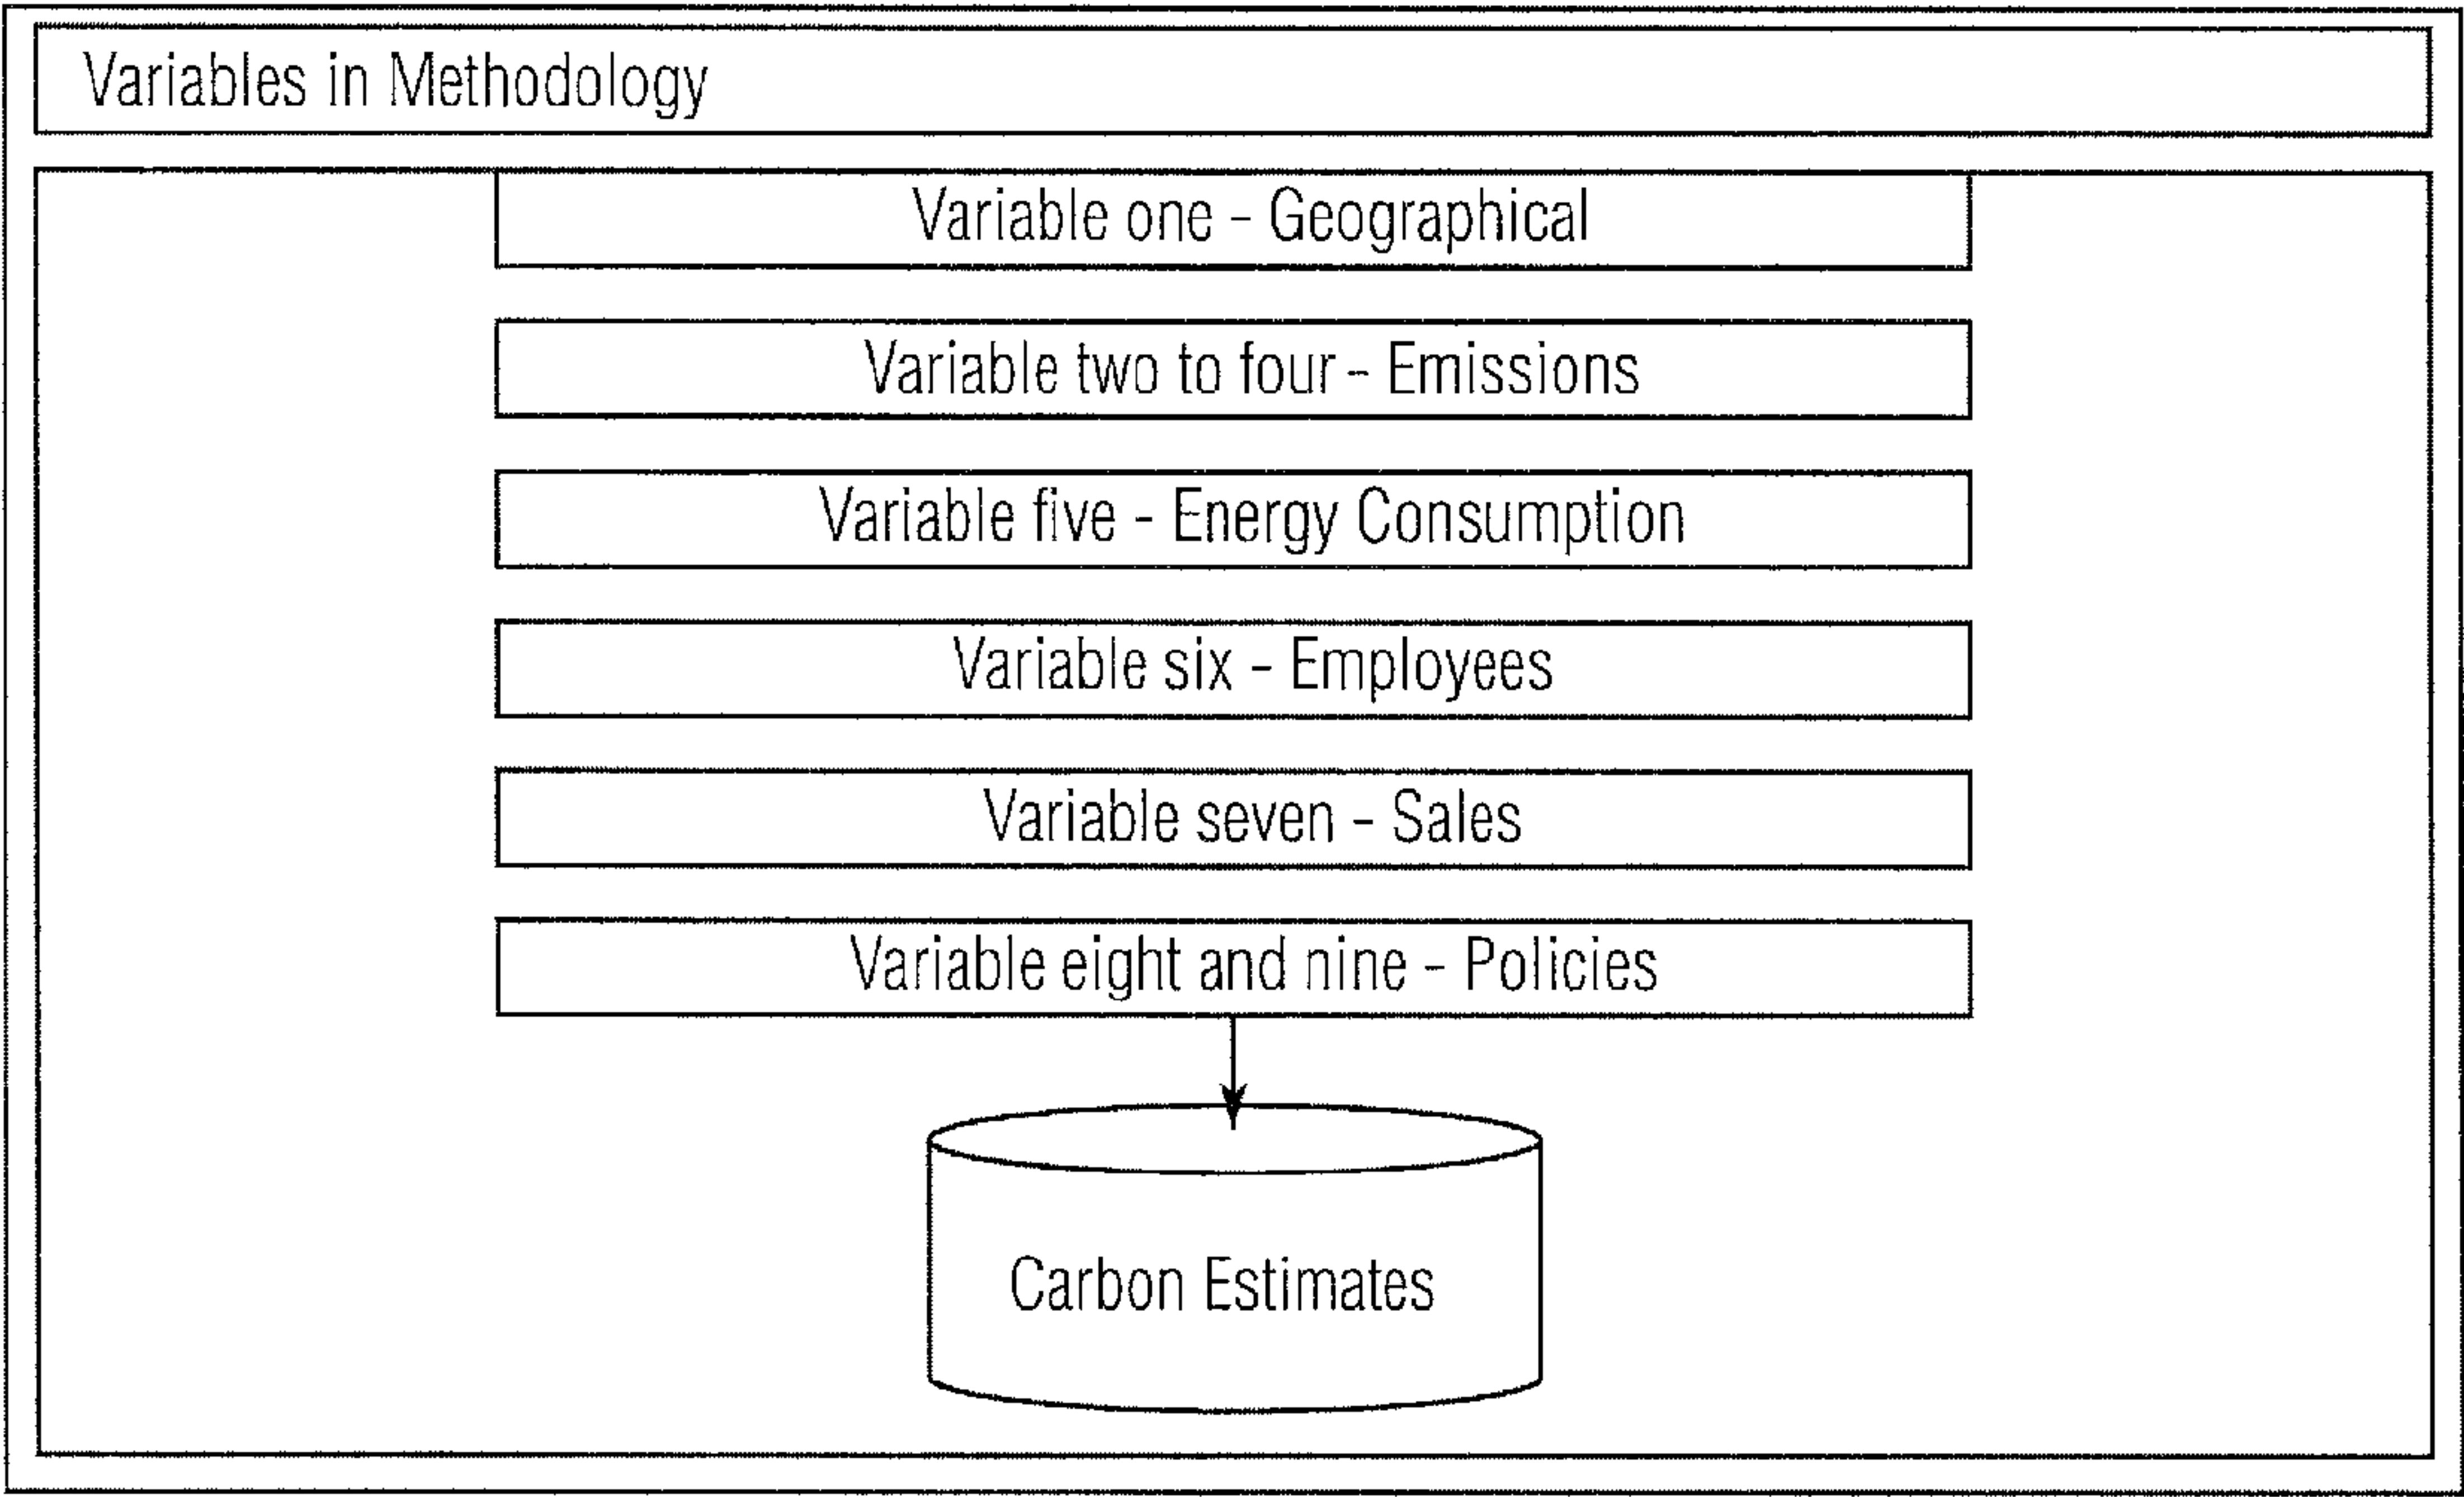 Variables in Methodology
Variable one - Geographical
Variable two to four - Emissions
Variable five - Energy Consumption
Variable six - Employees
Variable seven - Sales
Variable eight and nine - Policies
Carbon Estimates